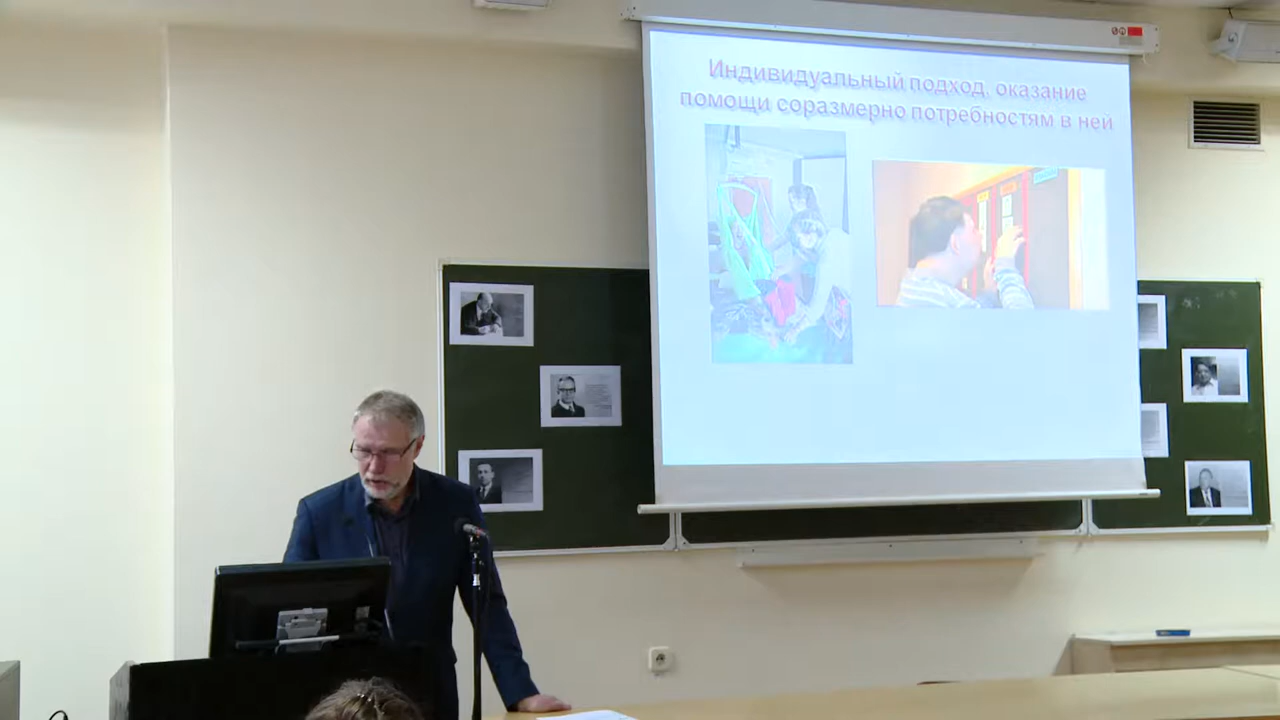 Индивидуальный подход, оказание
помощи соразмерно потребностям в ней